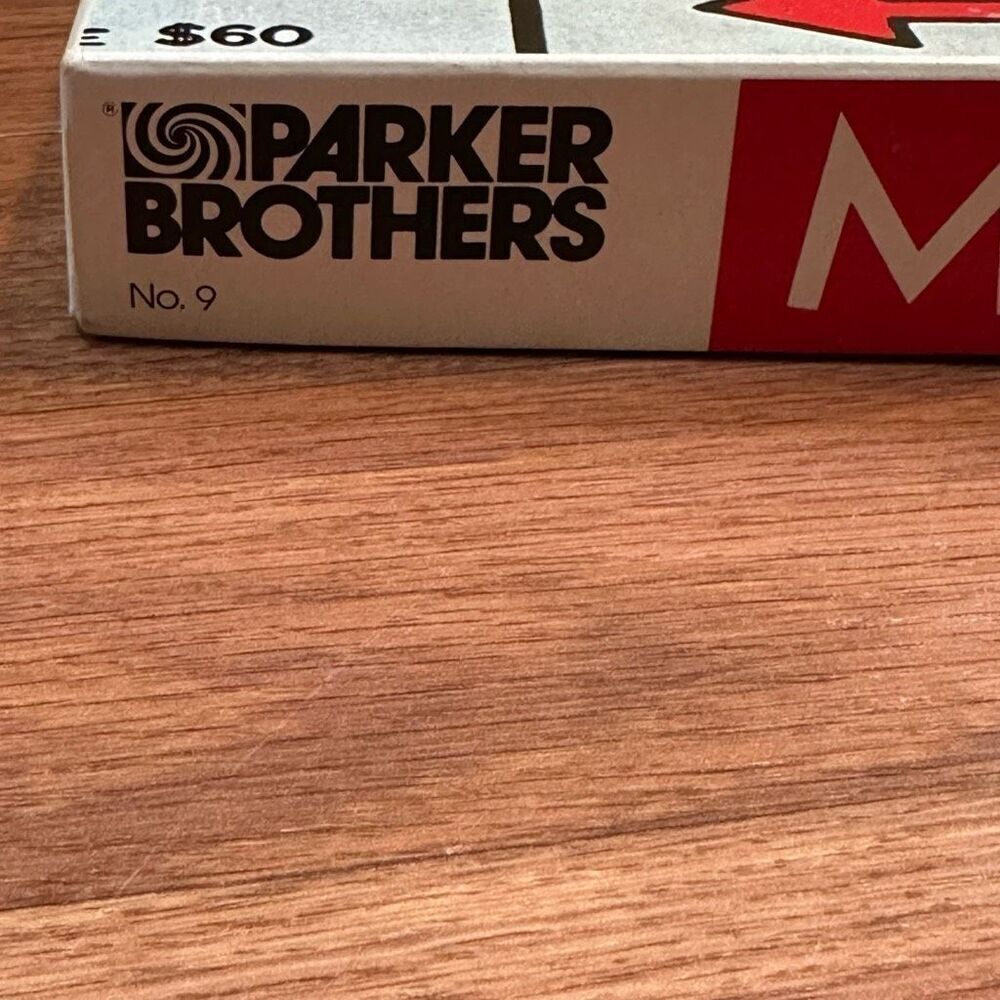 $60
® PARKER
BROTHERS
No. 9
M